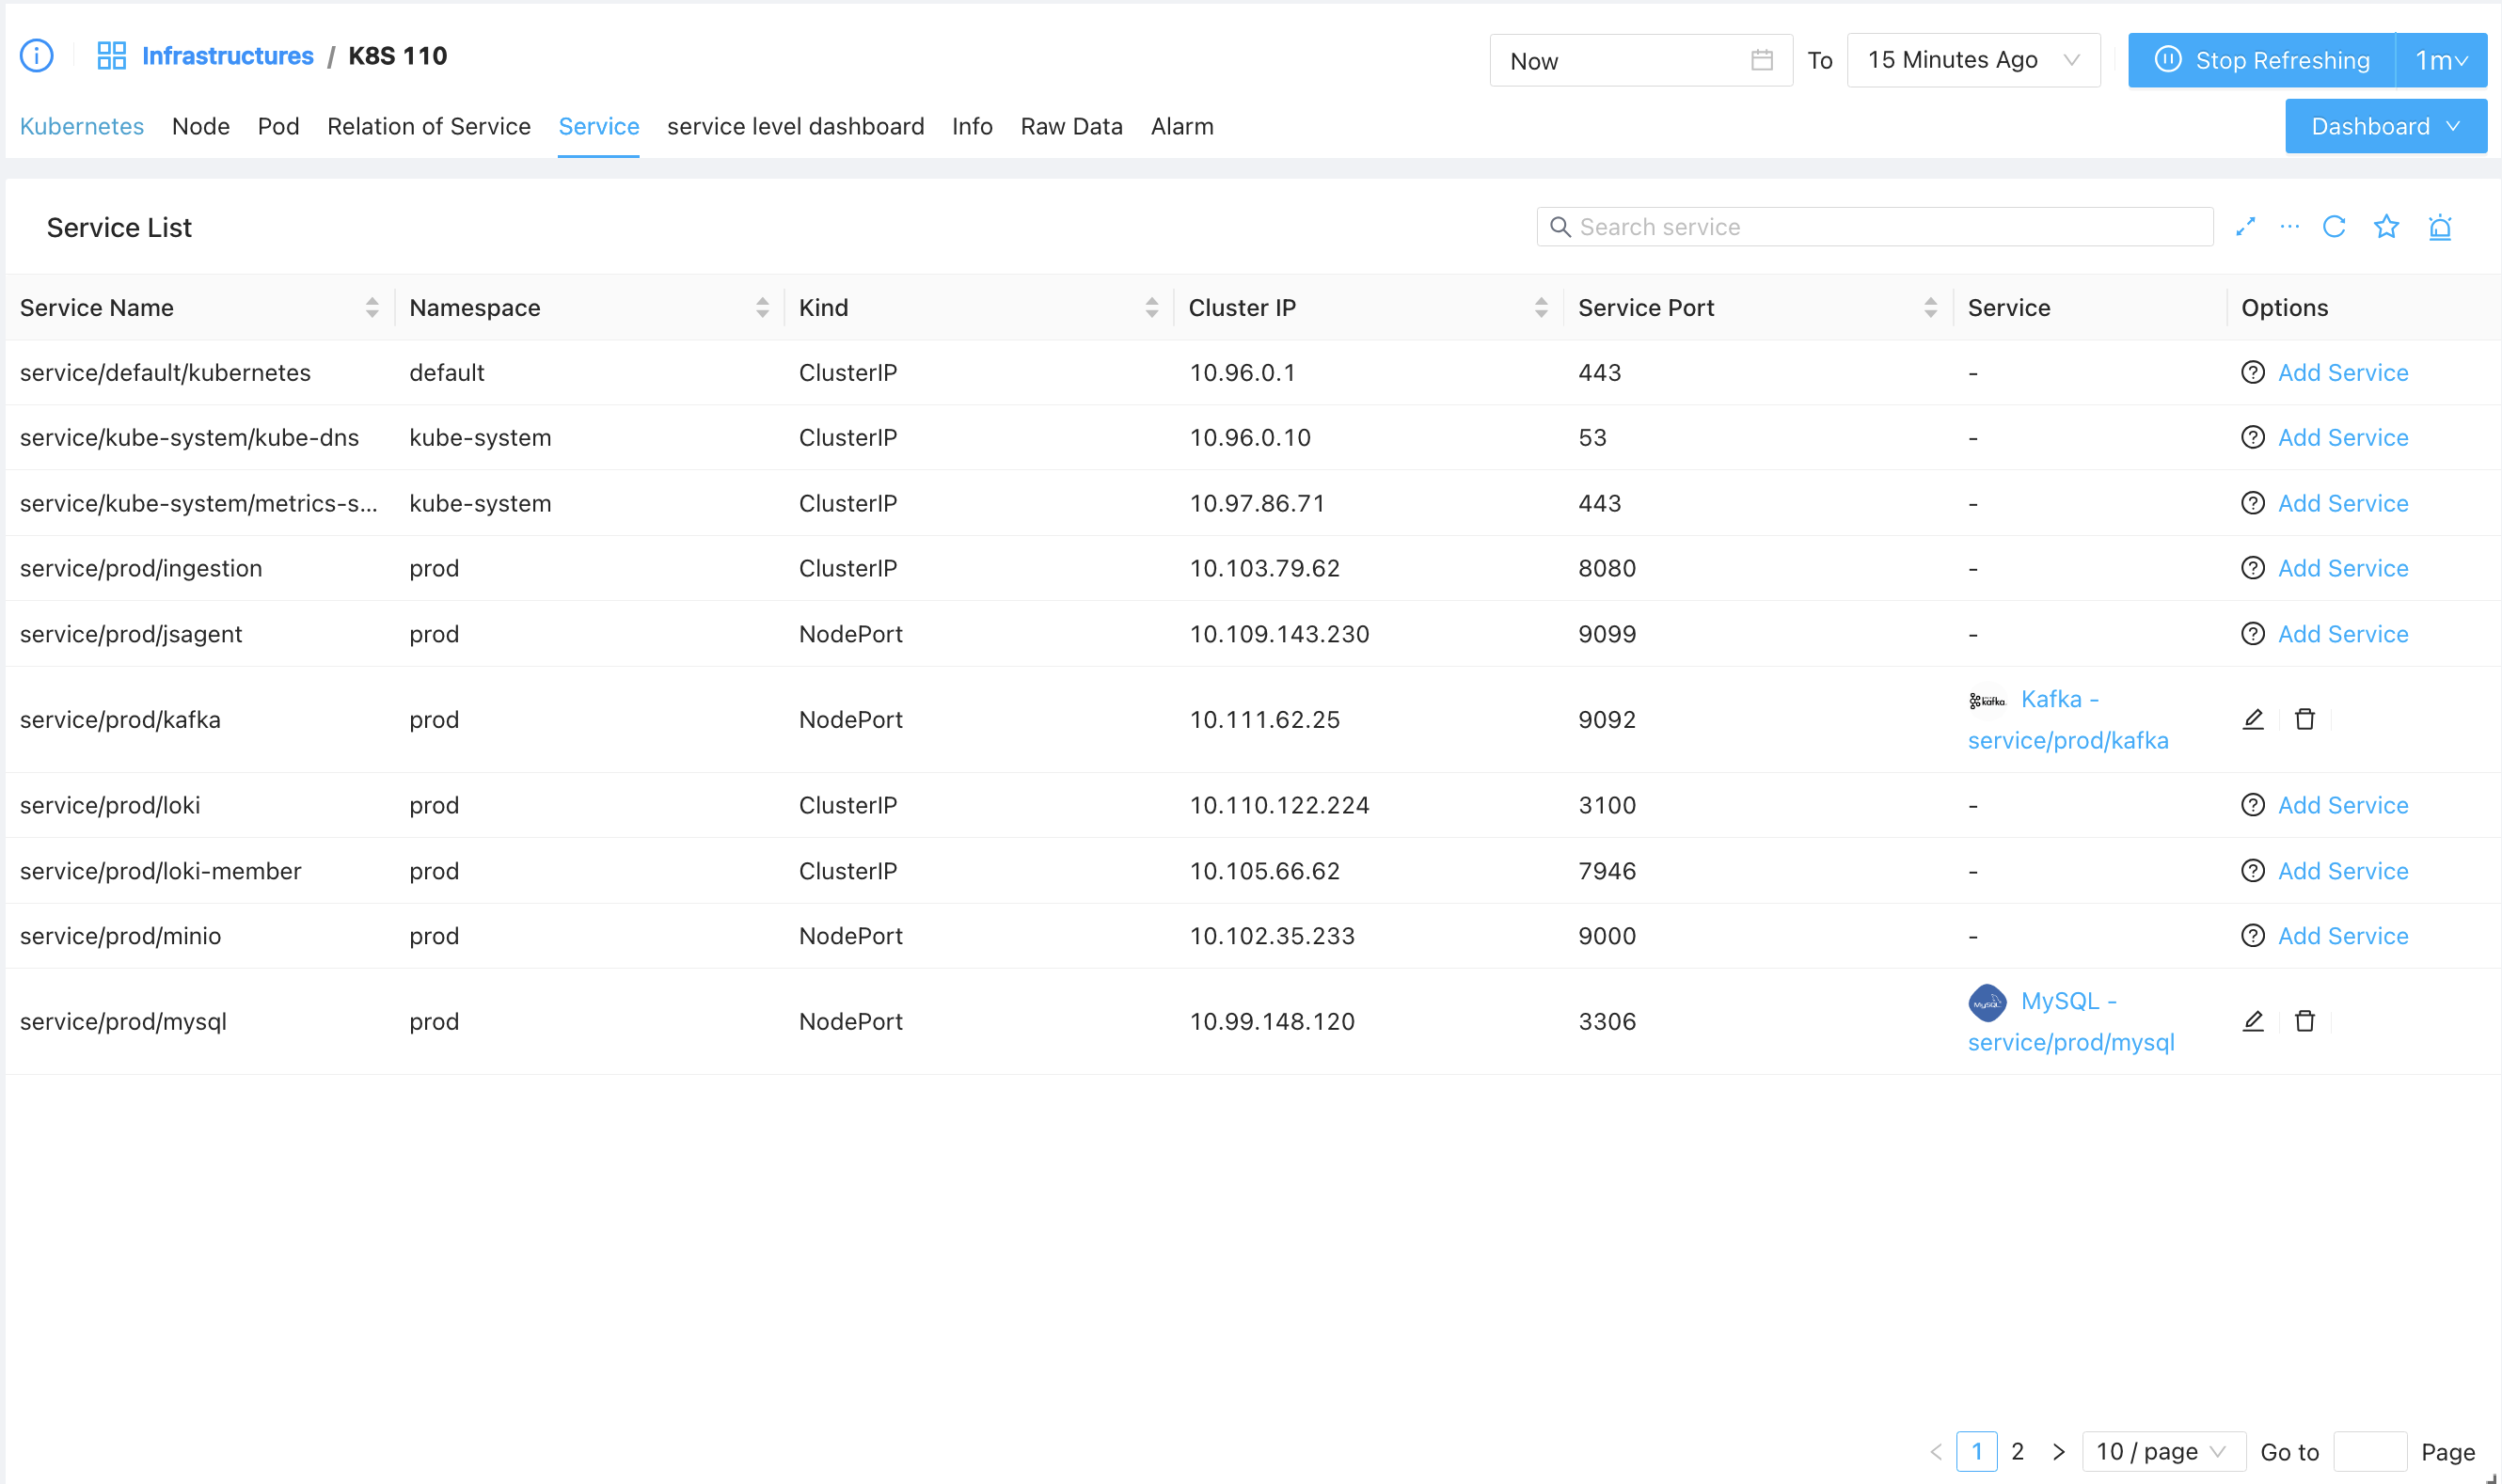 Infrastructures / K8S 110
Now To 15 Minutes Ago Stop Refreshing 1m
Kubernetes Node Pod Relation of Service Service service level dashboard Info Raw Data Alarm Dashboard
Service List Search service
Service Name Namespace Kind Cluster IP Service Port Service Options
service/default/kubernetes default ClusterIP 10.96.0.1 443 - Add Service
service/kube-system/kube-dns kube-system ClusterIP 10.96.0.10 53 - Add Service
service/kube-system/metrics-s... kube-system ClusterIP 10.97.86.71 443 - Add Service
service/prod/ingestion prod ClusterIP 10.103.79.62 8080 - Add Service
service/prod/jsagent prod NodePort 10.109.143.230 9099 - Add Service
service/prod/kafka prod NodePort 10.111.62.25 9092 kafka Kafka -
service/prod/kafka
service/prod/loki prod ClusterIP 10.110.122.224 3100 - Add Service
service/prod/loki-member prod ClusterIP 10.105.66.62 7946 - Add Service
service/prod/minio prod NodePort 10.102.35.233 9000 - Add Service
service/prod/mysql prod NodePort 10.99.148.120 3306 MySQL MySQL -
service/prod/mysql
1 2 10 / page Go to Page